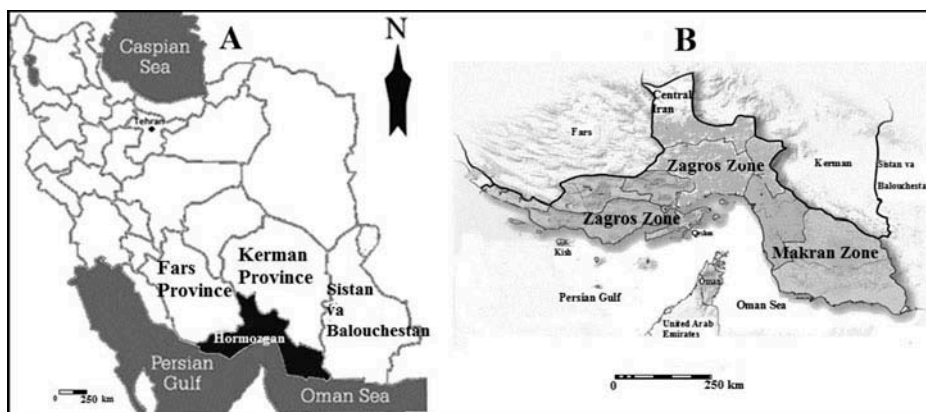 A
N
Caspian
Sea
Tehran
Fars
Province
Kerman
Province
Sistan
va
Balouchestan
Hormozgan
Persian
Gulf
Oman Sea
0 250 km
B
Central
Iran
Fars
Zagros Zone
Kerman
Sistan va
Balouchestan
Zagros Zone
Qeshm
Kish
Makran Zone
Oman
Persian Gulf
Oman Sea
United Arab
Emirates
0 250 km